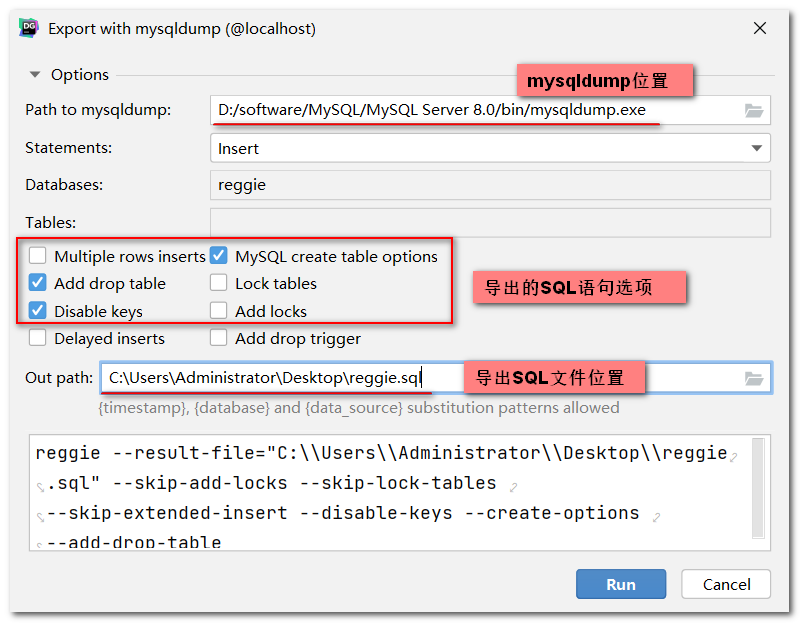 DG Export with mysqldump (@localhost)
Options
mysqldump位置
Path to mysqldump: D:/software/MySQL/MySQL Server 8.0/bin/mysqldump.exe
Statements: Insert
Databases: reggie
Tables:
Multiple rows inserts MySQL create table options
Add drop table Lock tables
导出的SQL语句选项
Disable keys Add locks
Delayed inserts Add drop trigger
Out path: C:\Users\Administrator\Desktop\reggie.sql 导出SQL文件位置
{timestamp}, {database} and {data_source} substitution patterns allowed
reggie --result-file="C:\\Users\\Administrator\\Desktop\\reggie
.sql" --skip-add-locks --skip-lock-tables
--skip-extended-insert --disable-keys --create-options
--add-drop-table
Run Cancel